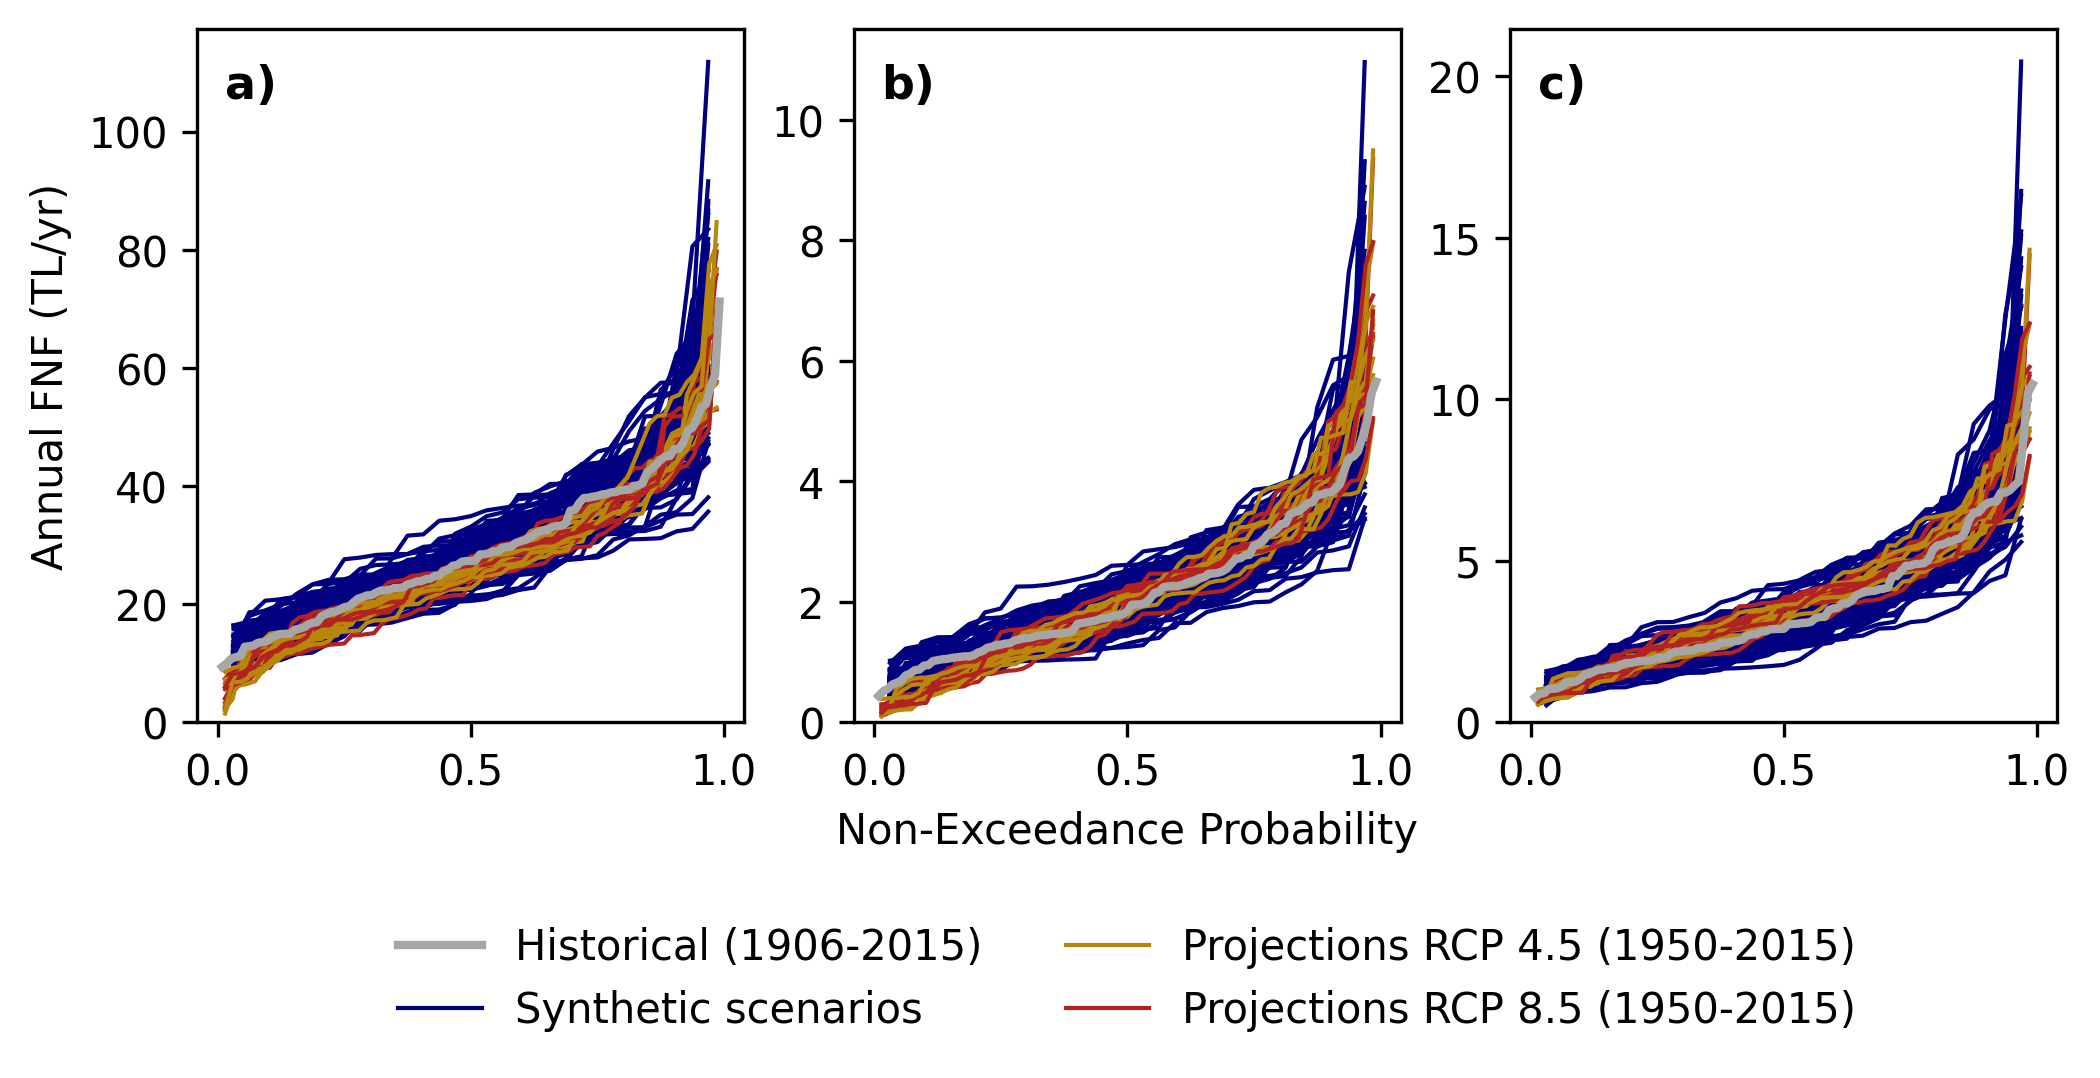 a)
b)
c)
Annual FNF (TL/yr)
100
80
60
40
20
0
10
8
6
4
2
0
20
15
10
5
0
0.0 0.5 1.0
0.0 0.5 1.0
0.0 0.5 1.0
Non-Exceedance Probability
Historical (1906-2015)
Synthetic scenarios
Projections RCP 4.5 (1950-2015)
Projections RCP 8.5 (1950-2015)